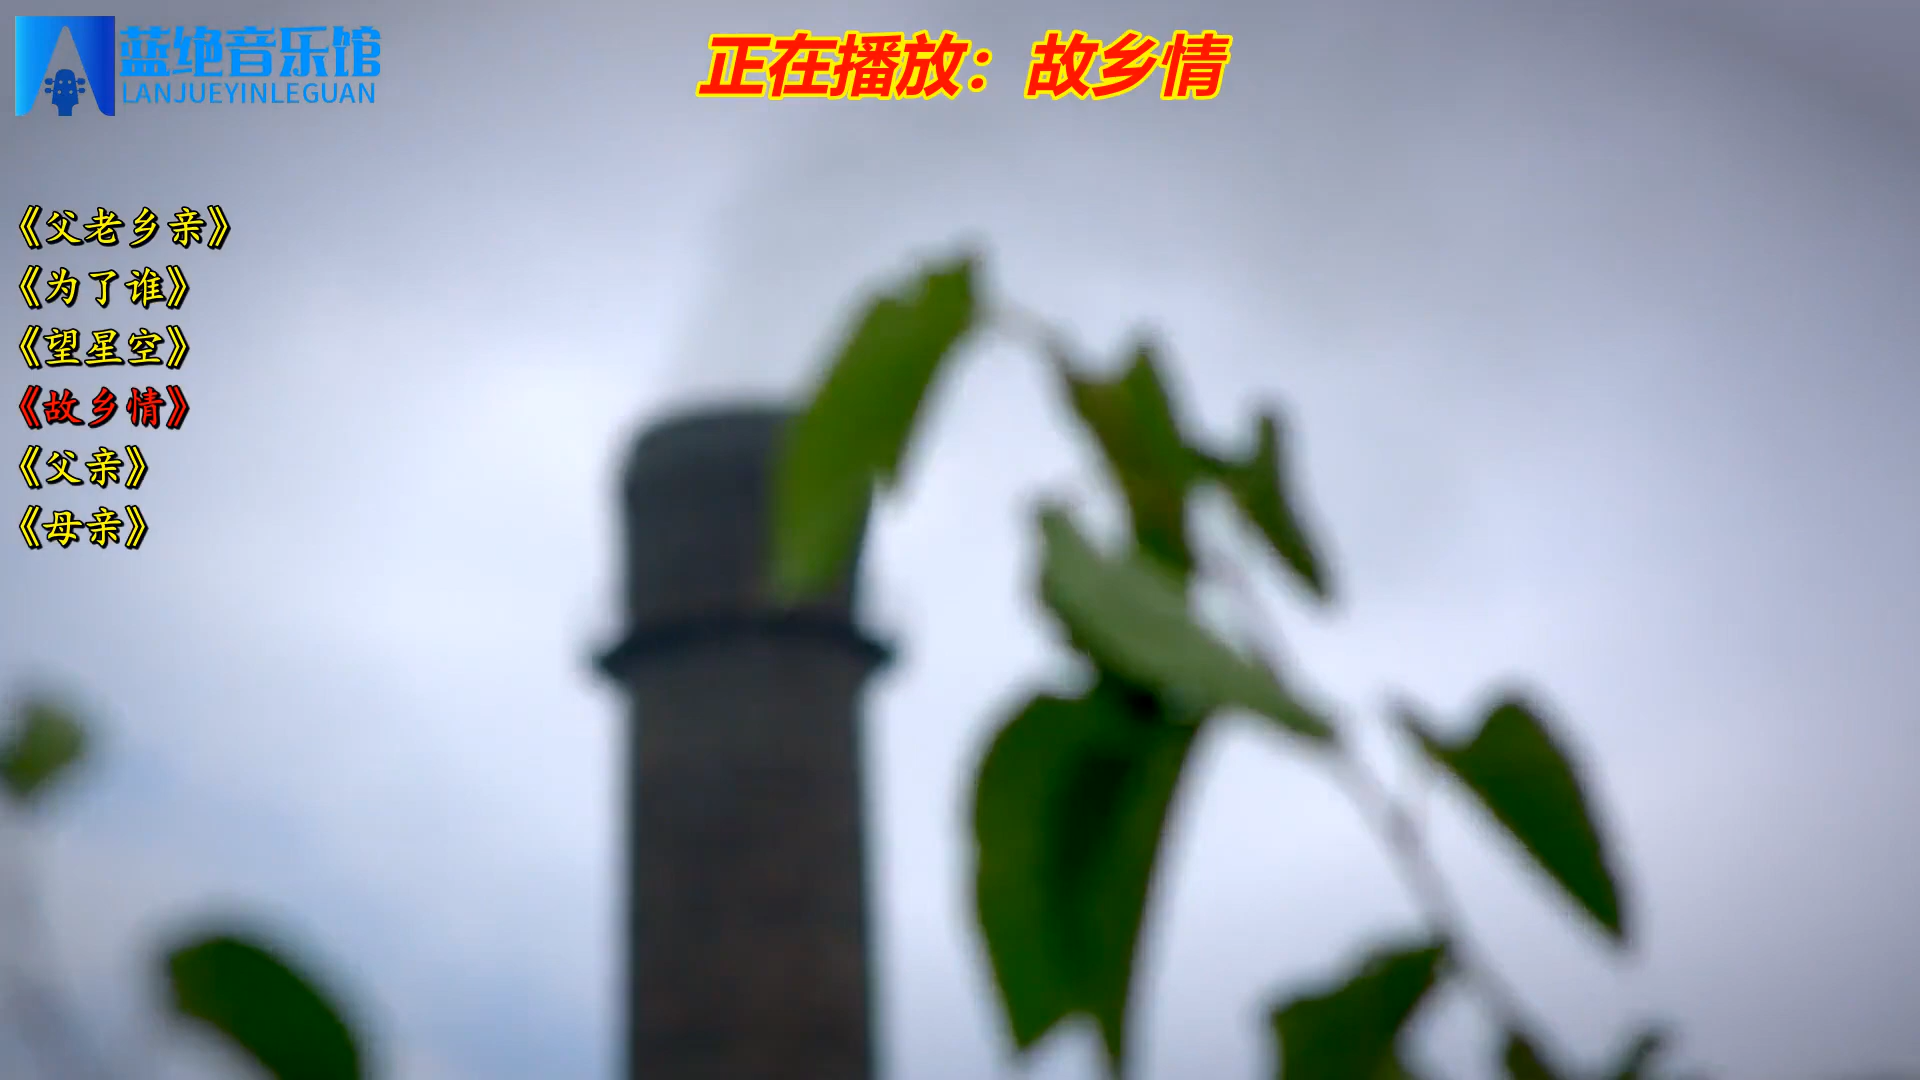 蓝绝音乐馆
LANJUEYINLEGUAN
正在播放：故乡情
《父老乡亲》
《为了谁》
《望星空》
《故乡情》
《父亲》
《母亲》